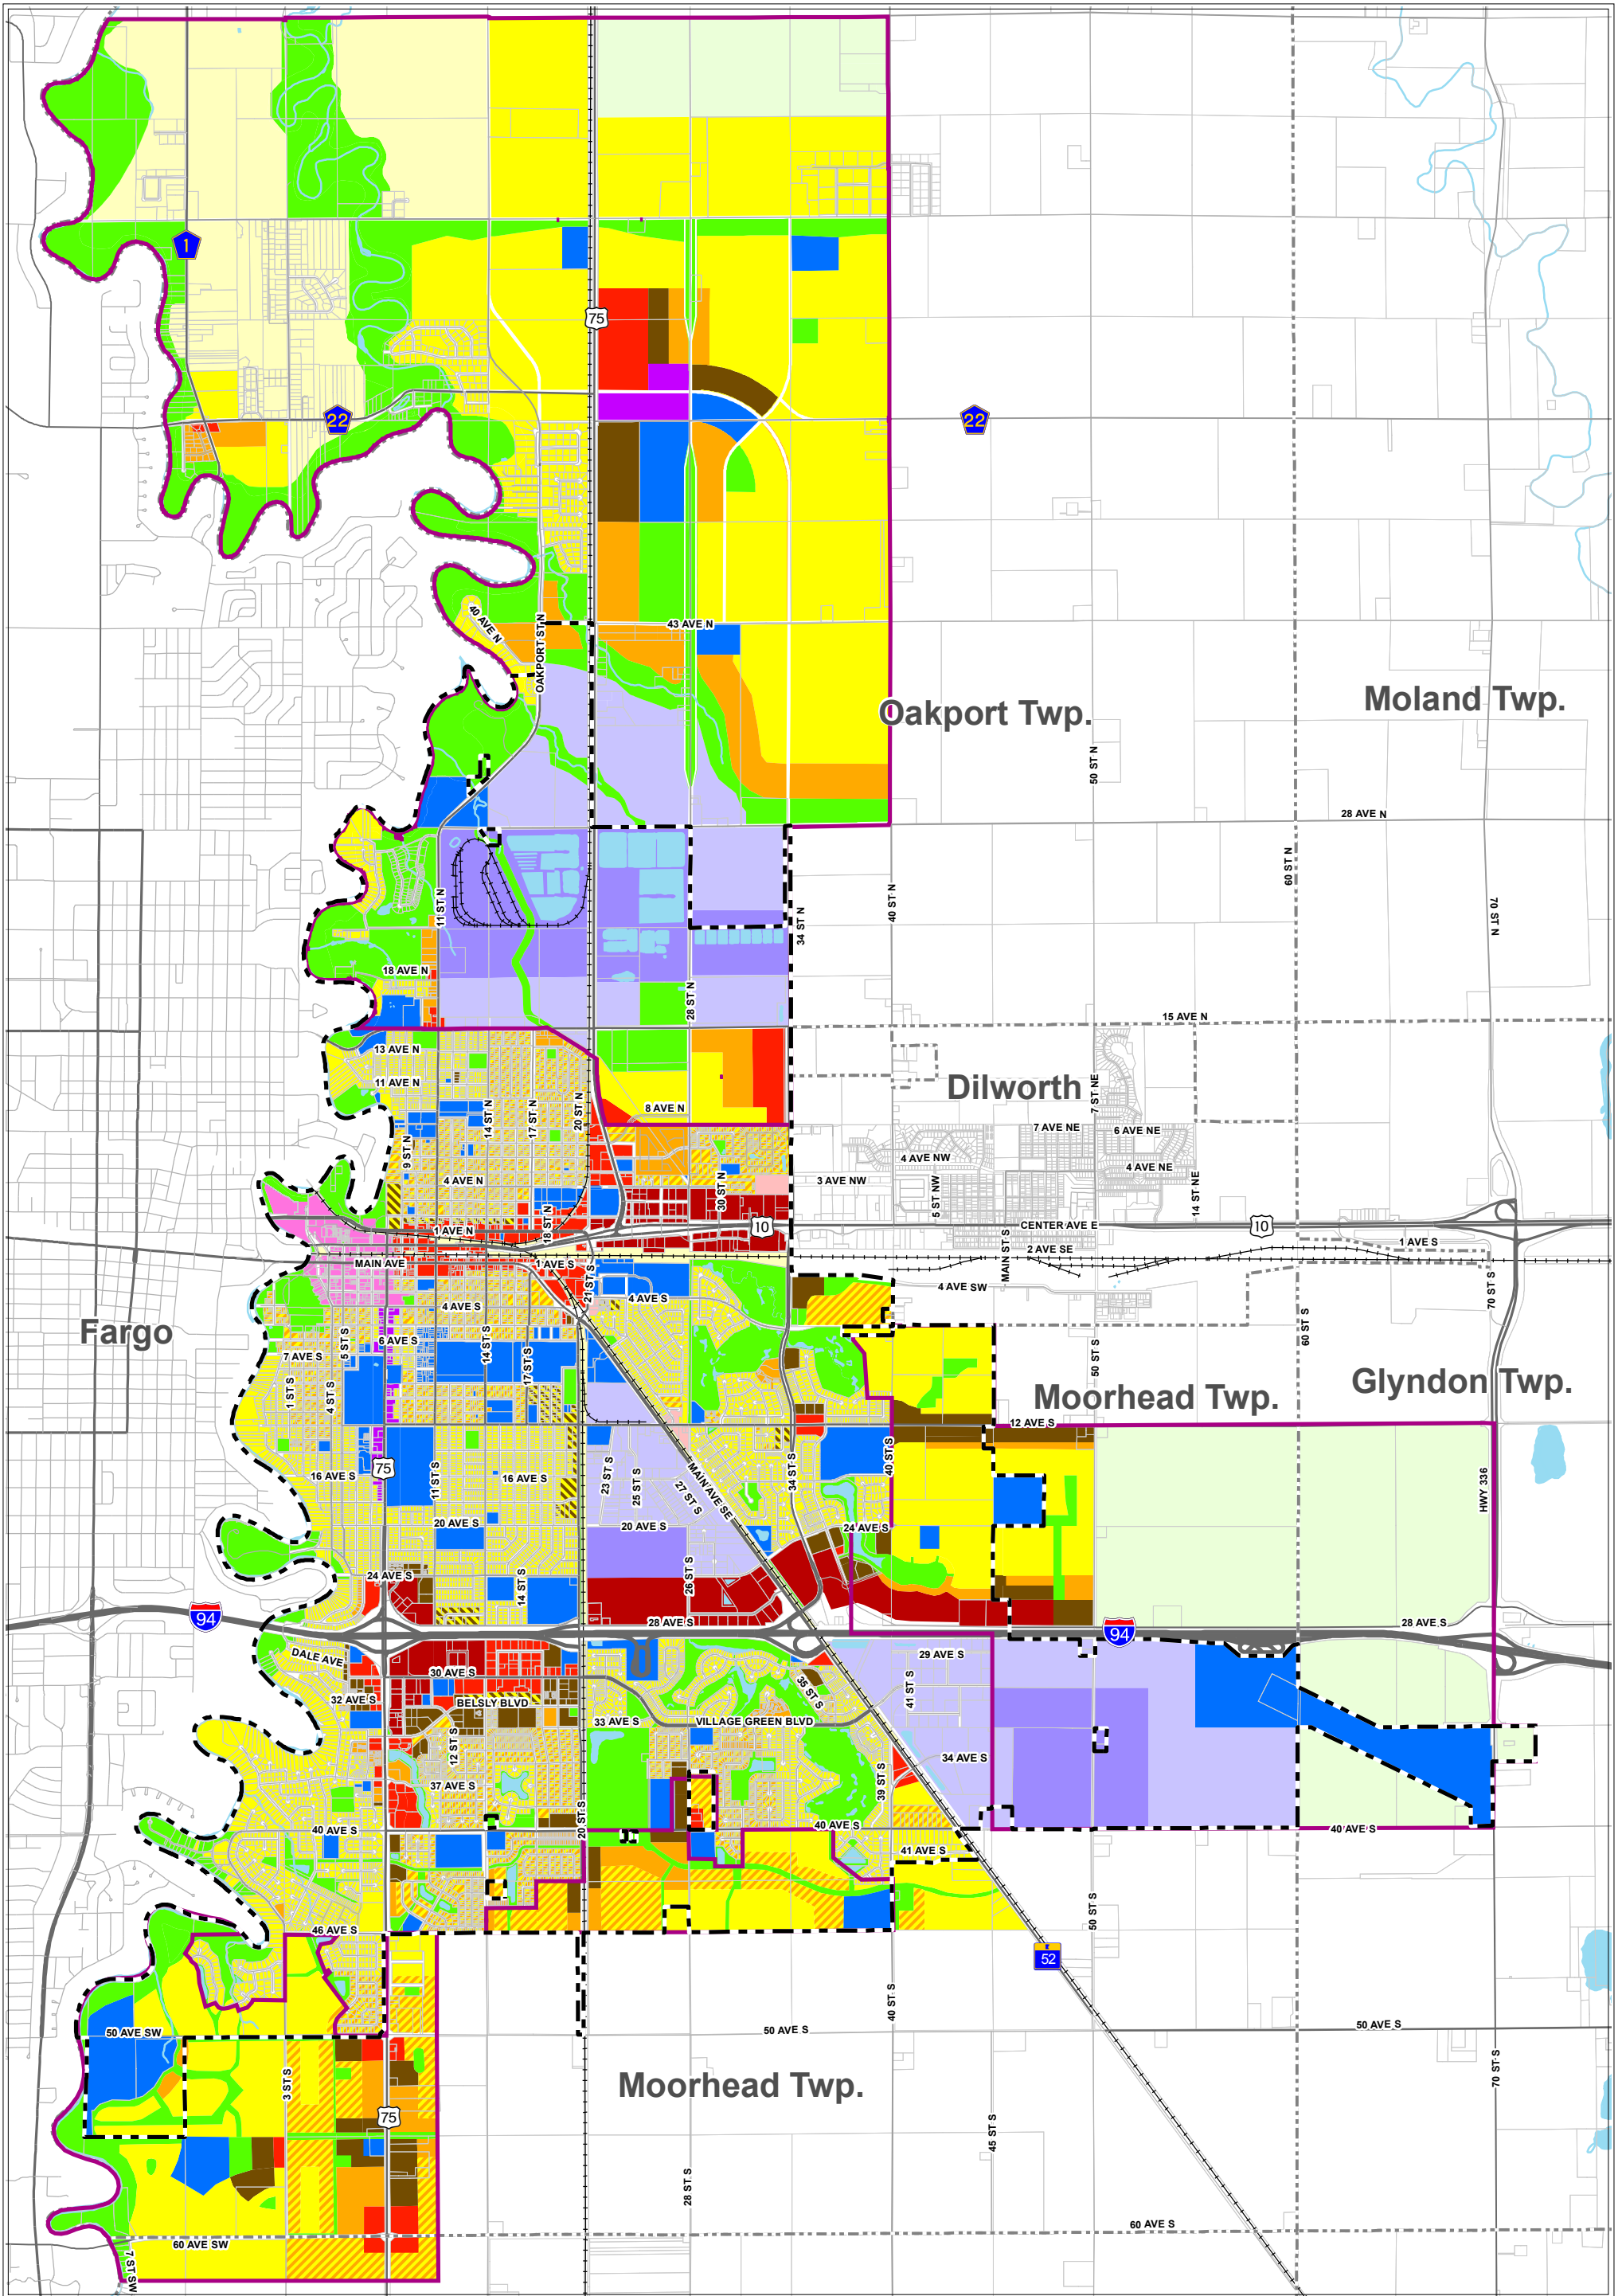 1
75
22
22
40 AVE N
OAKPORT ST N
43 AVE N
Oakport Twp.
Moland Twp.
50 ST N
28 AVE N
60 ST N
11 ST N
34 ST N
40 ST N
70 ST N
18 AVE N
28 ST N
15 AVE N
13 AVE N
11 AVE N
Dilworth
7 ST NE
14 ST N
17 ST N
20 ST N
8 AVE N
7 AVE NE
6 AVE NE
9 ST N
4 AVE NW
4 AVE NE
4 AVE N
30 ST N
3 AVE NW
5 ST NW
14 ST NE
1 AVE N
18 ST N
10
CENTER AVE E
10
MAIN AVE
1 AVE S
2 AVE SE
MAIN ST S
1 AVE S
21 ST S
4 AVE SW
70 ST S
4 AVE S
4 AVE S
60 ST S
Fargo
5 ST S
6 AVE S
14 ST S
7 AVE S
17 ST S
50 ST S
1 ST S
4 ST S
Moorhead Twp.
Glyndon Twp.
12 AVE S
75
16 AVE S
11 ST S
16 AVE S
23 ST S
25 ST S
27 ST S
MAIN AVE SE
34 ST S
40 ST S
HWY 336
20 AVE S
20 AVE S
24 AVE S
24 AVE S
14 ST S
26 ST S
94
28 AVE S
94
28 AVE S
DALE AVE
30 AVE S
29 AVE S
35 ST S
41 ST S
32 AVE S
BELSLY BLVD
33 AVE S
VILLAGE GREEN BLVD
12 ST S
34 AVE S
37 AVE S
39 ST S
40 AVE S
20 ST S
40 AVE S
40 AVE S
41 AVE S
50 ST S
46 AVE S
52
40 ST S
50 AVE SW
50 AVE S
50 AVE S
3 ST S
Moorhead Twp.
70 ST S
75
45 ST S
28 ST S
60 AVE S
60 AVE SW
7 ST SW